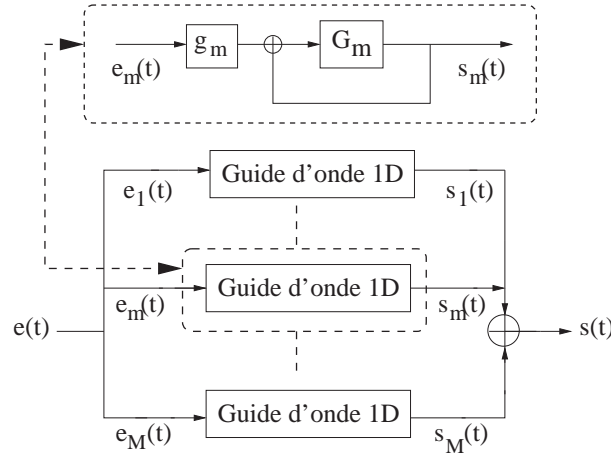 g_m
G_m
e_m(t)
s_m(t)
Guide d'onde 1D
e_1(t)
s_1(t)
Guide d'onde 1D
e_m(t)
s_m(t)
e(t)
s(t)
Guide d'onde 1D
e_M(t)
s_M(t)